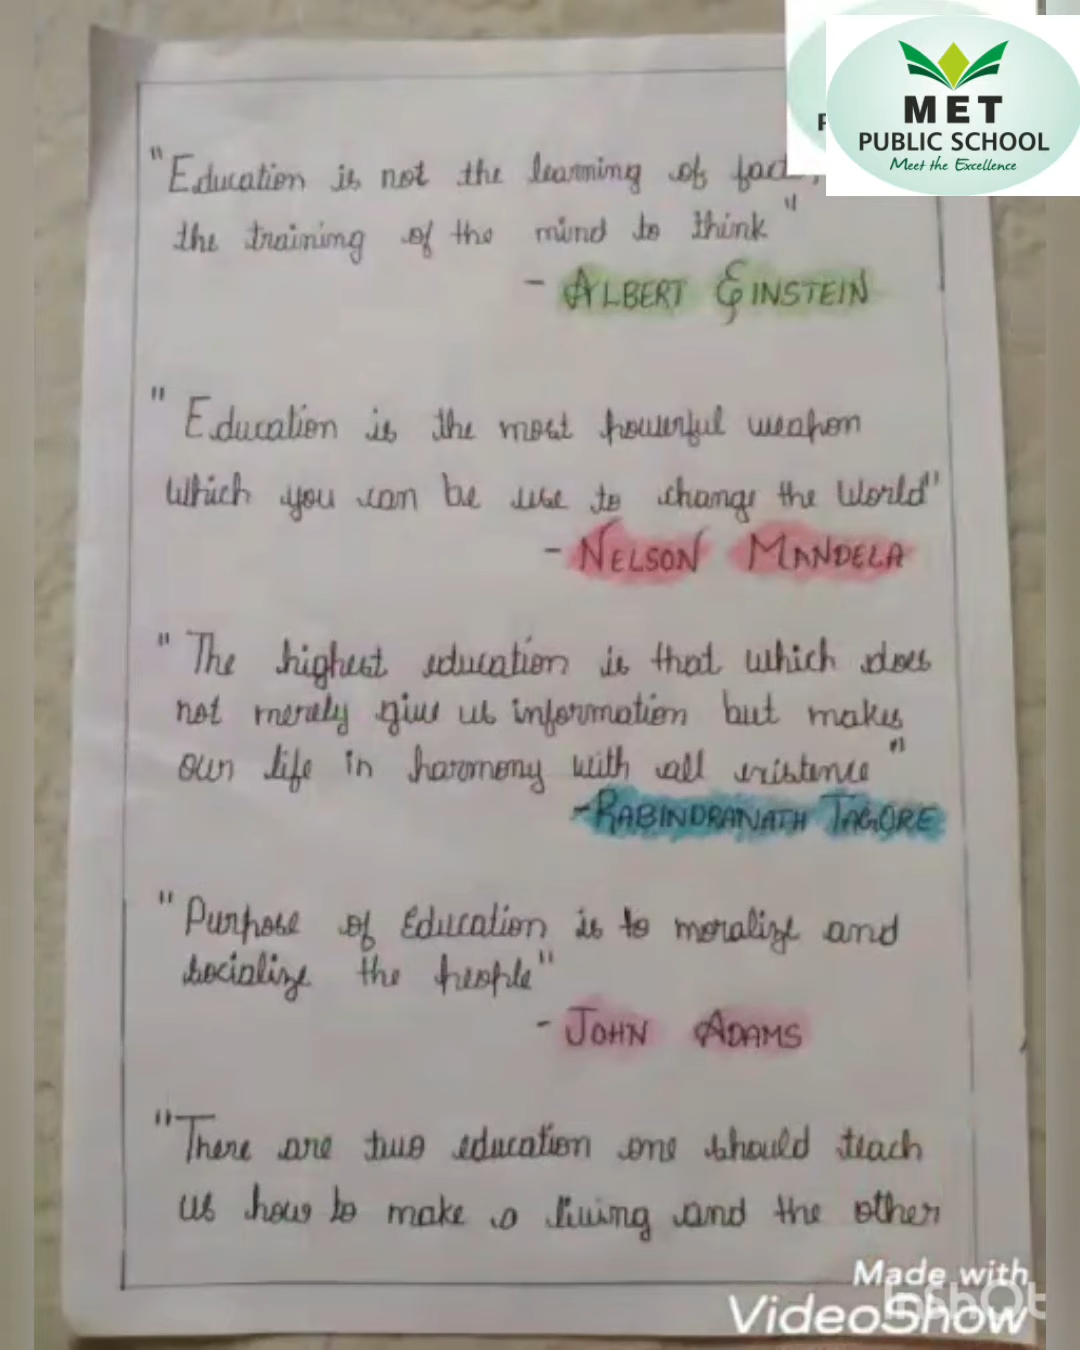 MET
PUBLIC SCHOOL
Meet the Excellence
"Education is not the learning of fact,
the training of the mind to think"
- ALBERT EINSTEIN
"Education is the most powerful weapon
which you can be use to change the World"
- NELSON MANDELA
"The highest education is that which does
not merely give us information but makes
our life in harmony with all existence"
- RABINDRANATH TAGORE
"Purpose of Education is to moralize and
socialize the people"
- JOHN ADAMS
"There are two education one should teach
us how to make a living and the other
Made with
VideoShow